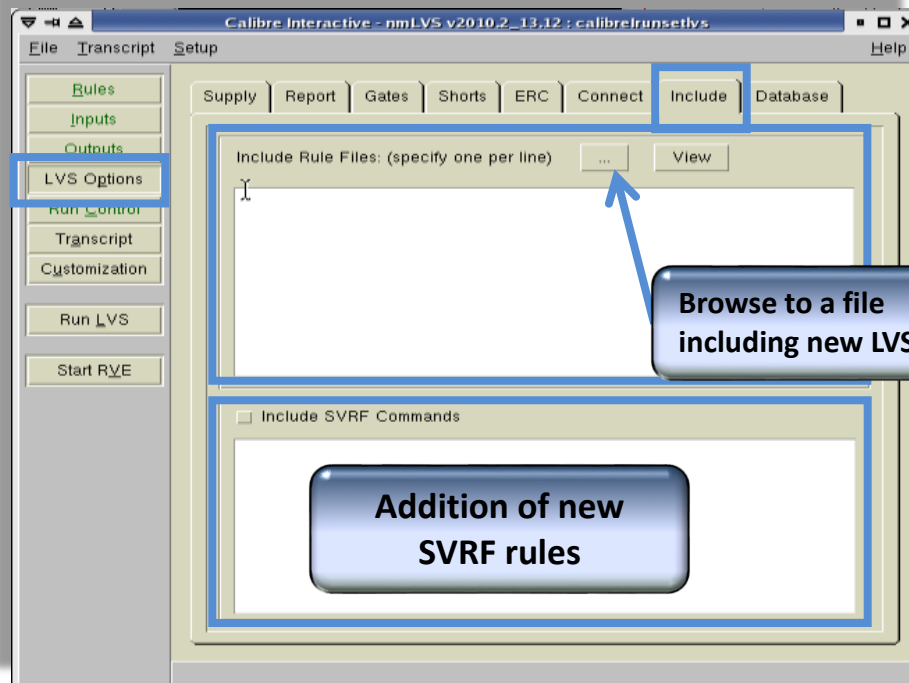 Calibre Interactive - nmLVS v2010.2_13.12 : calibrelrunsetlvs
File Transcript Setup Help
Rules
Inputs
Outputs
LVS Options
Run Control
Transcript
Customization
Run LVS
Start RVE
Supply Report Gates Shorts ERC Connect Include Database
Include Rule Files: (specify one per line) ... View
Browse to a file
including new LVS
Include SVRF Commands
Addition of new
SVRF rules